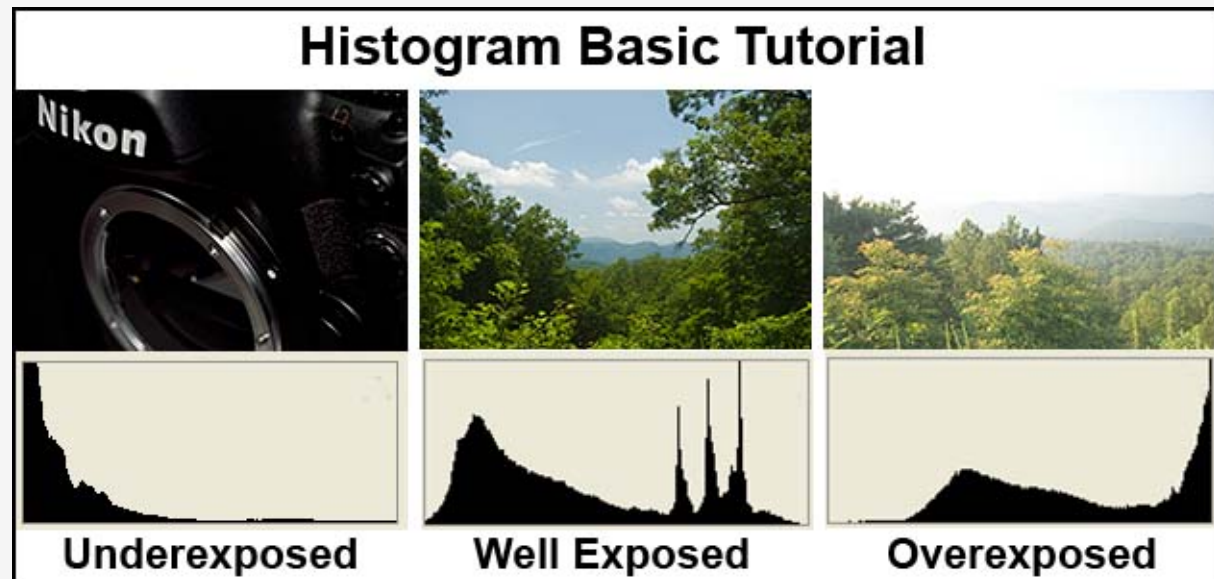 Histogram Basic Tutorial
Nikon
Underexposed
Well Exposed
Overexposed